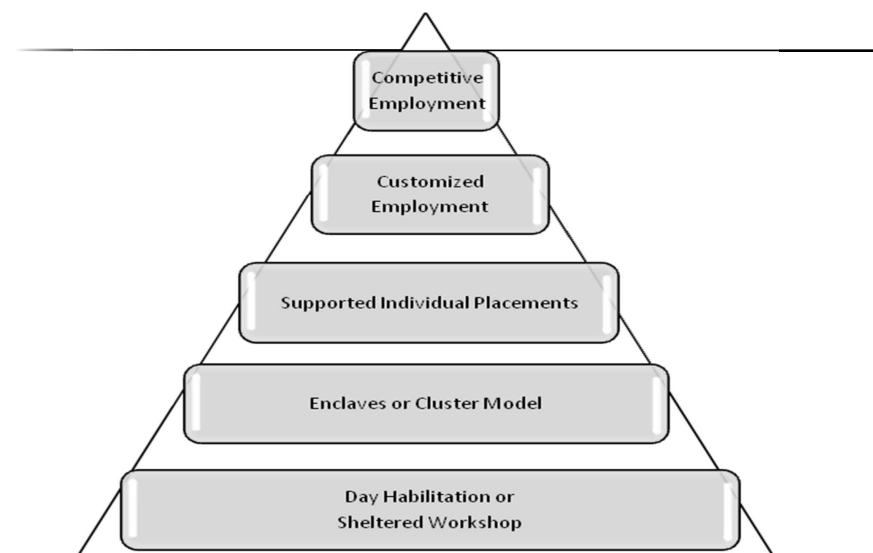 Competitive
Employment
Customized
Employment
Supported Individual Placements
Enclaves or Cluster Model
Day Habilitation or
Sheltered Workshop